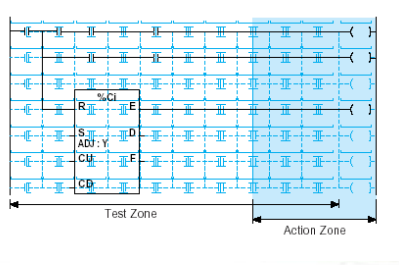 %Ci
R E
S D
ADJ : Y
CU F
CD
Test Zone
Action Zone